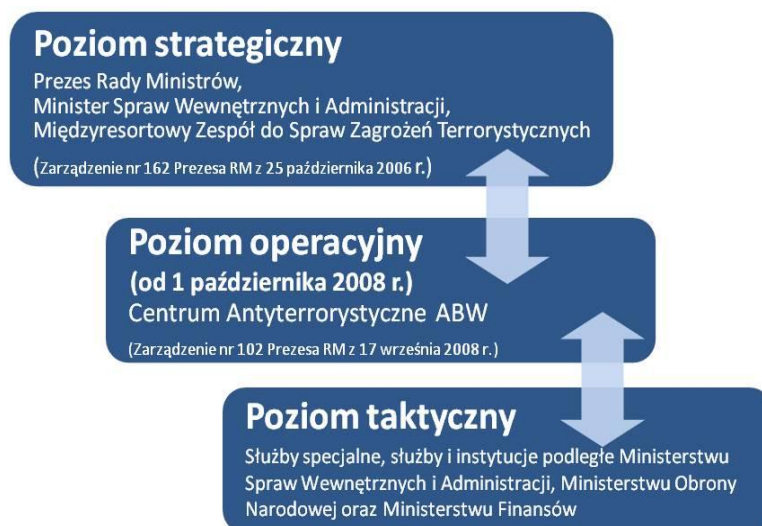 Poziom strategiczny
Prezes Rady Ministrów,
Minister Spraw Wewnętrznych i Administracji,
Międzyresortowy Zespół do Spraw Zagrożeń Terrorystycznych
(Zarządzenie nr 162 Prezesa RM z 25 października 2006 r.)
Poziom operacyjny
(od 1 października 2008 r.)
Centrum Antyterrorystyczne ABW
(Zarządzenie nr 102 Prezesa RM z 17 września 2008 r.)
Poziom taktyczny
Służby specjalne, służby i instytucje podległe Ministerstwu
Spraw Wewnętrznych i Administracji, Ministerstwu Obrony
Narodowej oraz Ministerstwu Finansów